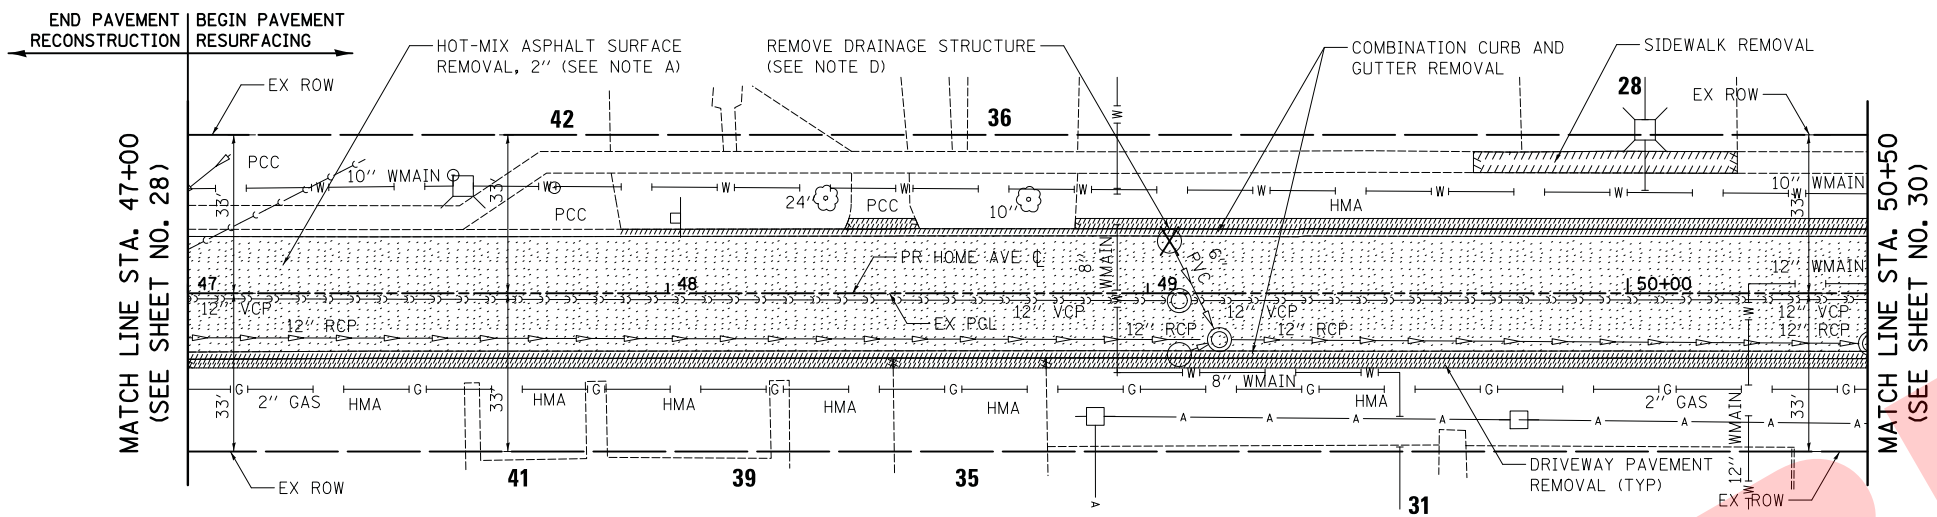 END PAVEMENT
RECONSTRUCTION
BEGIN PAVEMENT
RESURFACING
HOT-MIX ASPHALT SURFACE
REMOVAL, 2'' (SEE NOTE A)
REMOVE DRAINAGE STRUCTURE
(SEE NOTE D)
COMBINATION CURB AND
GUTTER REMOVAL
SIDEWALK REMOVAL
EX ROW
EX ROW
28
42
36
MATCH LINE STA. 47+00
(SEE SHEET NO. 28)
MATCH LINE STA. 50+50
(SEE SHEET NO. 30)
PCC
10'' WMAIN
33'
33'
PCC
24''
PCC
10''
HMA
10'' WMAIN
33'
W W W W W W W W W W
W
8'' WMAIN
W
6'' PVC
PR HOME AVE ℄
12'' WMAIN
47
48
49
50+00
12'' VCP
12'' RCP
EX PGL
12'' VCP
12'' RCP
12'' VCP
12'' RCP
12'' VCP
12'' RCP
W 8'' WMAIN W
G G G G G G G G G G
33'
2'' GAS
HMA
33'
HMA
HMA
HMA
HMA
HMA
2'' GAS
33'
A A A A A A A
A
12'' WMAIN
W W W
DRIVEWAY PAVEMENT
REMOVAL (TYP)
EX ROW
EX ROW
41
39
35
31